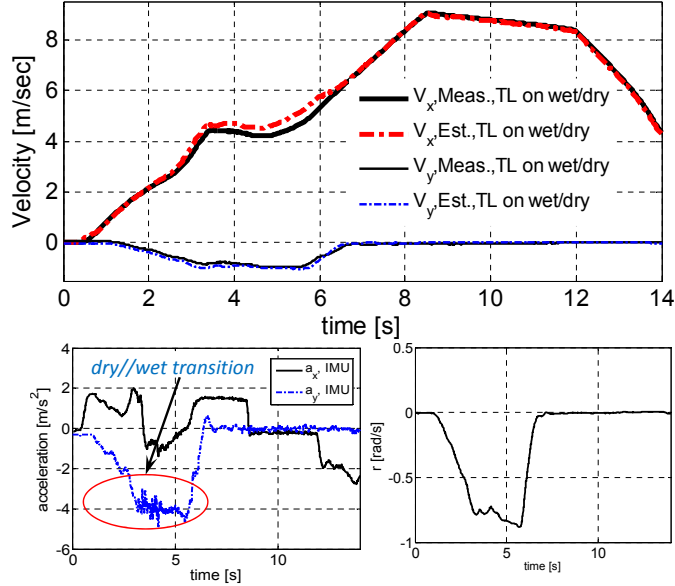 8
6
4
2
0
Velocity [m/sec]
Vx,Meas.,TL on wet/dry
Vx,Est.,TL on wet/dry
Vy,Meas.,TL on wet/dry
Vy,Est.,TL on wet/dry
0 2 4 6 8 10 12 14
time [s]
dry//wet transition
4
2
0
-2
-4
-6
acceleration [m/s²]
ax, IMU
ay, IMU
0 5 10
time [s]
0.5
0
-0.5
-1
r [rad/s]
0 5 10
time [s]